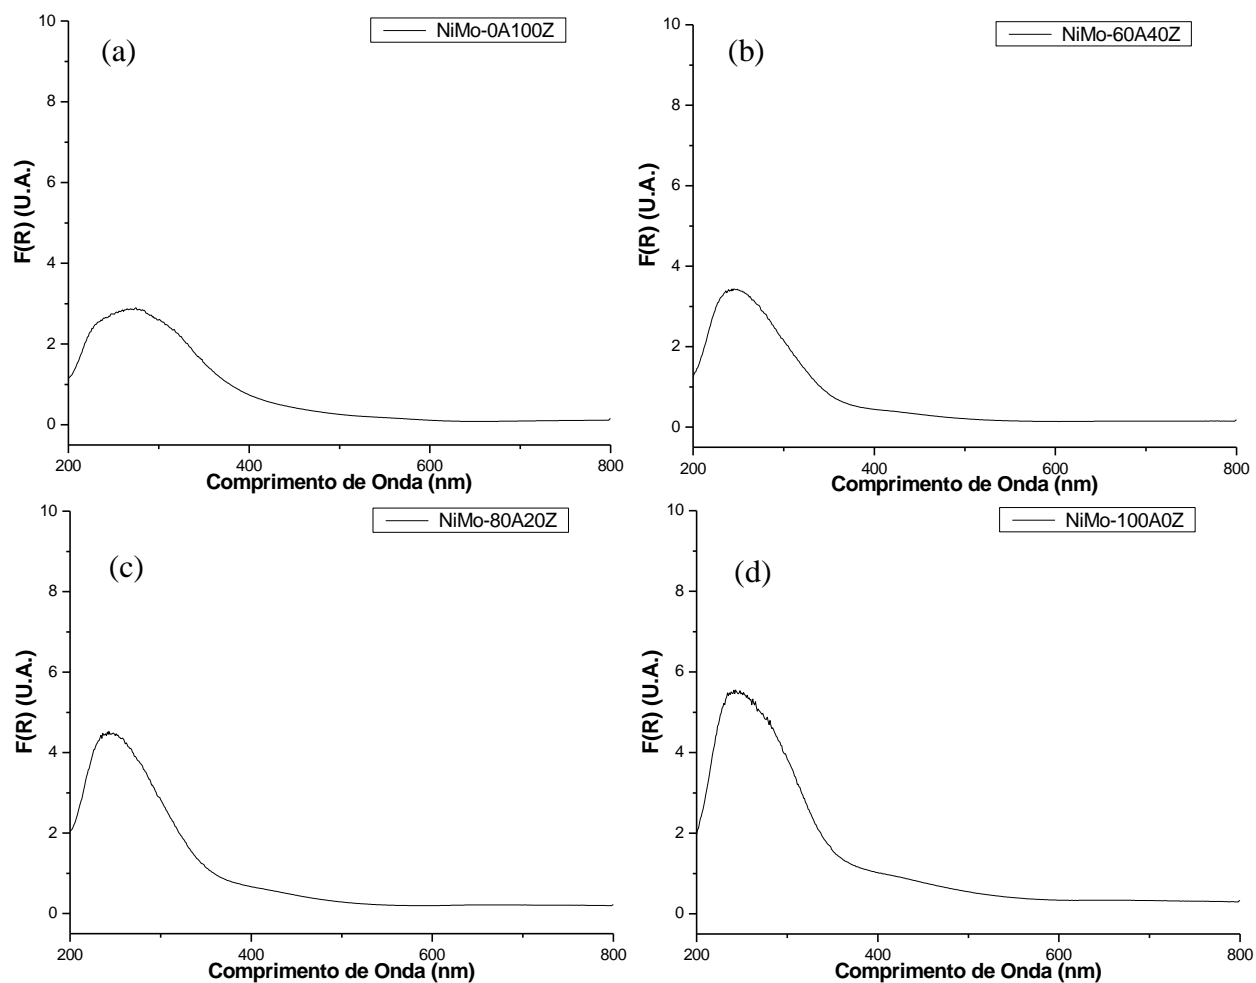 (a)
NiMo-0A100Z
10
8
6
4
2
0
F(R) (U.A.)
200
400
600
800
Comprimento de Onda (nm)
(b)
NiMo-60A40Z
10
8
6
4
2
0
F(R) (U.A.)
200
400
600
800
Comprimento de Onda (nm)
(c)
NiMo-80A20Z
10
8
6
4
2
0
F(R) (U.A.)
200
400
600
800
Comprimento de Onda (nm)
(d)
NiMo-100A0Z
10
8
6
4
2
0
F(R) (U.A.)
200
400
600
800
Comprimento de Onda (nm)